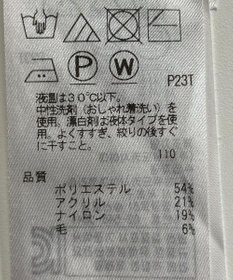 P W
P23T
液温は30℃以下。
中性洗剤(おしゃれ着洗い)を
使用、漂白剤は液体タイプを使
用。よくすすぎ、絞りの後すぐ
に干すこと。
110
品質
ポリエステル 54%
アクリル 21%
ナイロン 19%
毛 6%